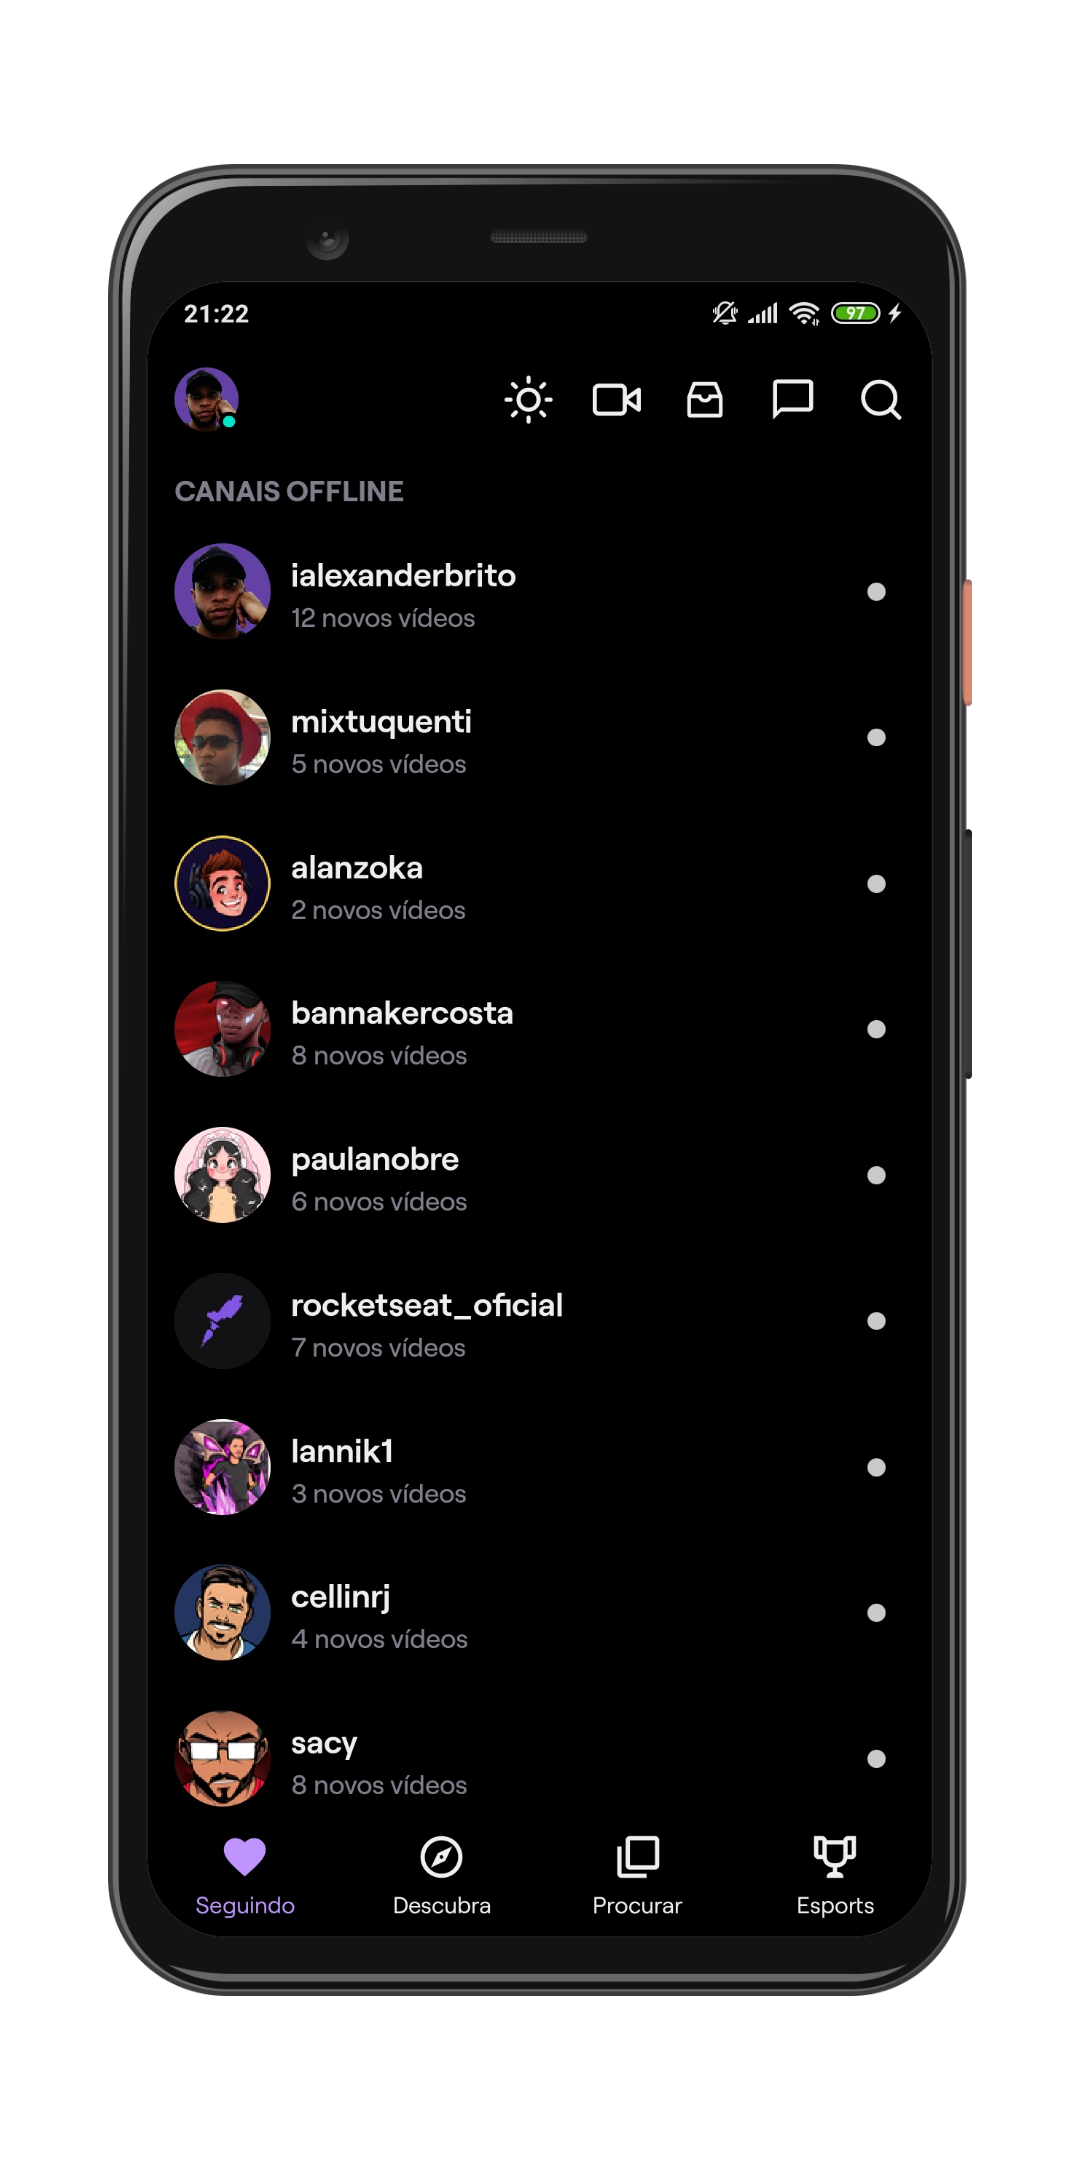 21:22
97
CANAIS OFFLINE
ialexanderbrito
12 novos vídeos
mixtuquenti
5 novos vídeos
alanzoka
2 novos vídeos
bannakercosta
8 novos vídeos
paulanobre
6 novos vídeos
rocketseat_oficial
7 novos vídeos
lannik1
3 novos vídeos
cellinrj
4 novos vídeos
sacy
8 novos vídeos
Seguindo Descubra Procurar Esports